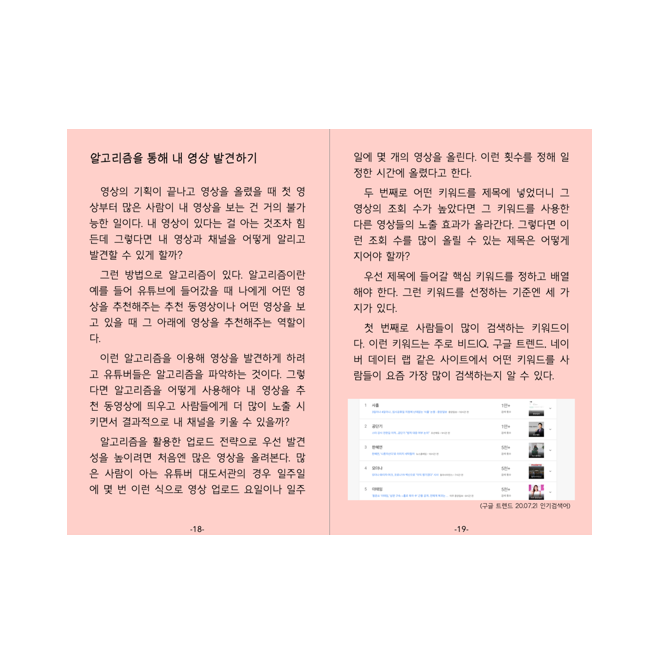 알고리즘을 통해 내 영상 발견하기
영상의 기획이 끝나고 영상을 올렸을 때 첫 영
상부터 많은 사람이 내 영상을 보는 건 거의 불가
능한 일이다. 내 영상이 있다는 걸 아는 것조차 힘
든데 그렇다면 내 영상과 채널을 어떻게 알리고
발견할 수 있게 할까?
그런 방법으로 알고리즘이 있다. 알고리즘이란
예를 들어 유튜브에 들어갔을 때 나에게 어떤 영
상을 추천해주는 추천 동영상이나 어떤 영상을 보
고 있을 때 그 아래에 영상을 추천해주는 역할이
다.
이런 알고리즘을 이용해 영상을 발견하게 하려
고 유튜버들은 알고리즘을 파악하는 것이다. 그렇
다면 알고리즘을 어떻게 사용해야 내 영상을 추
천 동영상에 띄우고 사람들에게 더 많이 노출 시
키면서 결과적으로 내 채널을 키울 수 있을까?
알고리즘을 활용한 업로드 전략으로 우선 발견
성을 높이려면 처음엔 많은 영상을 올려본다. 많
은 사람이 아는 유튜버 대도서관의 경우 일주일
에 몇 번 이런 식으로 영상 업로드 요일이나 일주
-18-
일에 몇 개의 영상을 올린다. 이런 횟수를 정해 일
정한 시간에 올렸다고 한다.
두 번째로 어떤 키워드를 제목에 넣었더니 그
영상의 조회 수가 높았다면 그 키워드를 사용한
다른 영상들의 노출 효과가 올라간다. 그렇다면 이
런 조회 수를 많이 올릴 수 있는 제목은 어떻게
지어야 할까?
우선 제목에 들어갈 핵심 키워드를 정하고 배열
해야 한다. 그런 키워드를 선정하는 기준엔 세 가
지가 있다.
첫 번째로 사람들이 많이 검색하는 키워드이
다. 이런 키워드는 주로 비드IQ, 구글 트렌드, 네이
버 데이터 랩 같은 사이트에서 어떤 키워드를 사
람들이 요즘 가장 많이 검색하는지 알 수 있다.
(구글 트렌드 20.07.21 인기검색어)
-19-